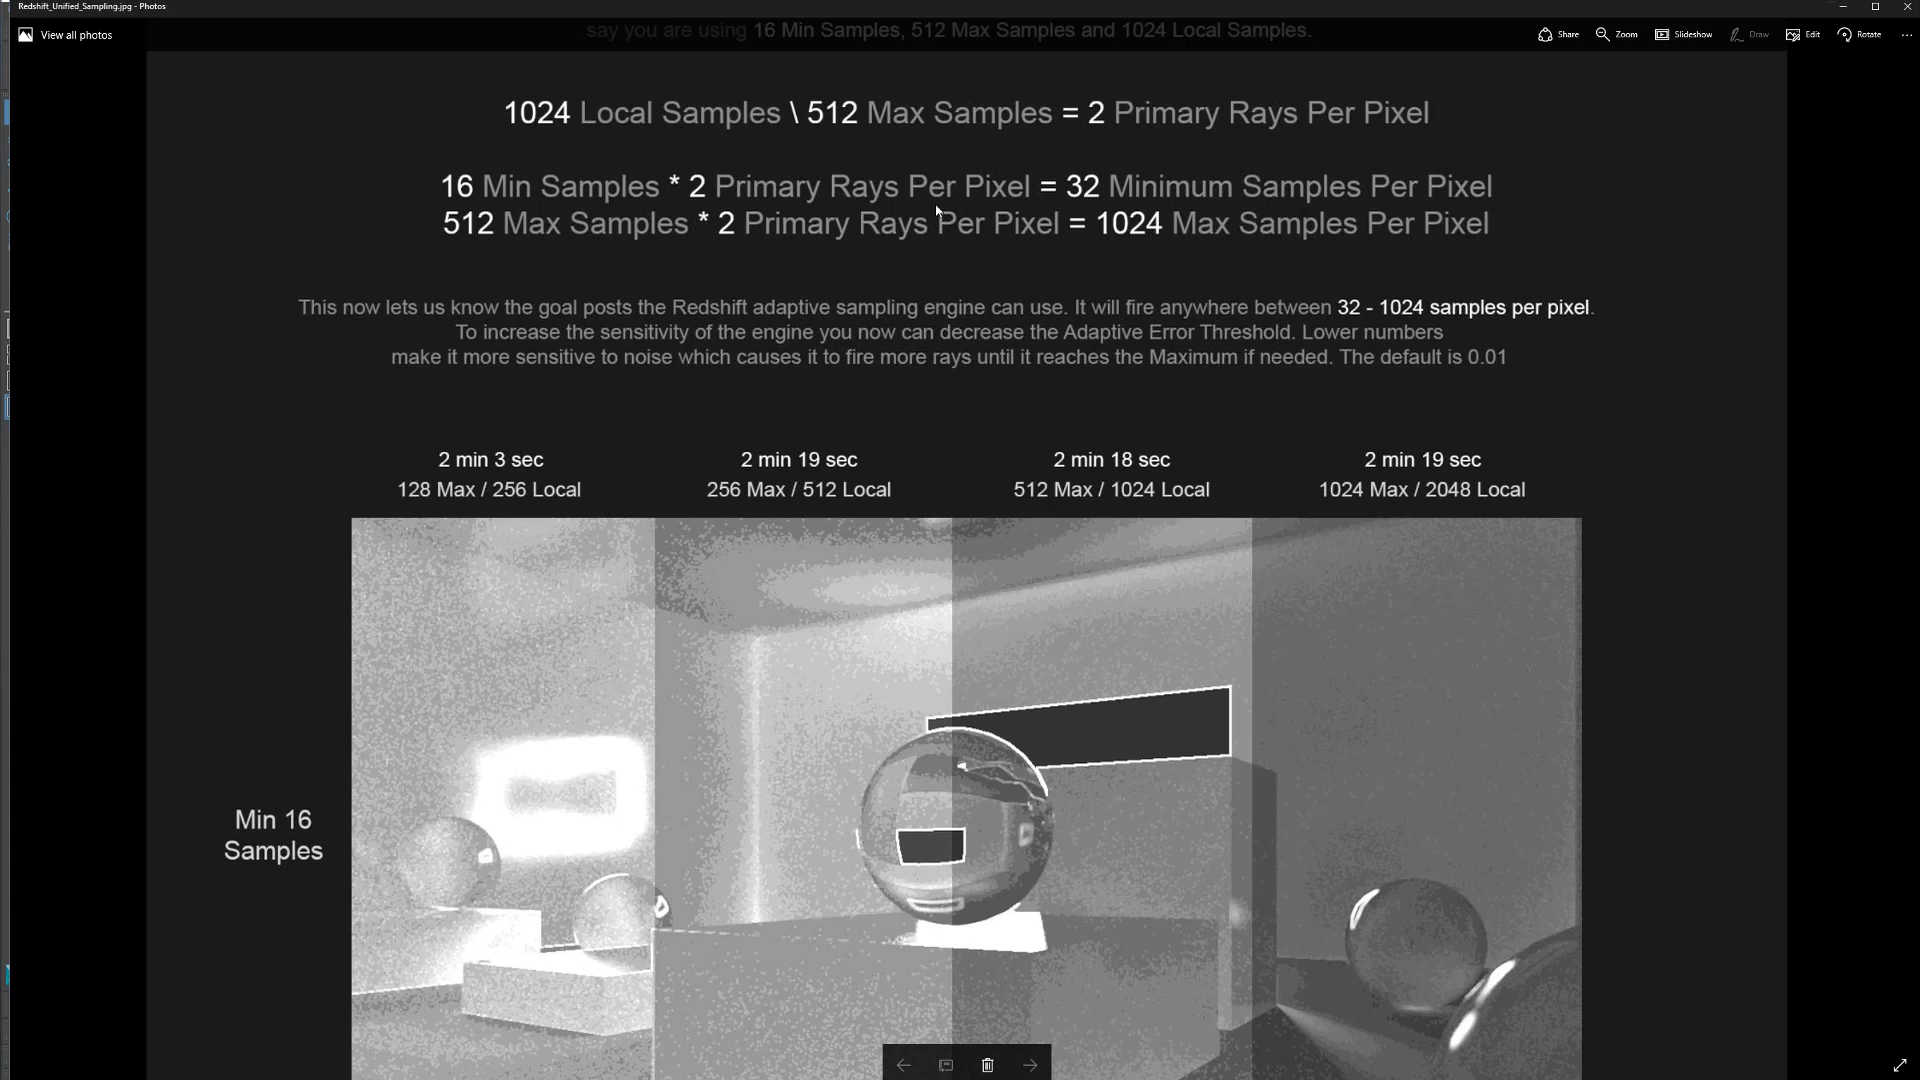 Redshift_Unified_Sampling.jpg - Photos
View all photos
say you are using 16 Min Samples, 512 Max Samples and 1024 Local Samples.
Share
Zoom
Slideshow
Draw
Edit
Rotate
1024 Local Samples \ 512 Max Samples = 2 Primary Rays Per Pixel
16 Min Samples * 2 Primary Rays Per Pixel = 32 Minimum Samples Per Pixel
512 Max Samples * 2 Primary Rays Per Pixel = 1024 Max Samples Per Pixel
This now lets us know the goal posts the Redshift adaptive sampling engine can use. It will fire anywhere between 32 - 1024 samples per pixel.
To increase the sensitivity of the engine you now can decrease the Adaptive Error Threshold. Lower numbers
make it more sensitive to noise which causes it to fire more rays until it reaches the Maximum if needed. The default is 0.01
2 min 3 sec
128 Max / 256 Local
2 min 19 sec
256 Max / 512 Local
2 min 18 sec
512 Max / 1024 Local
2 min 19 sec
1024 Max / 2048 Local
Min 16
Samples